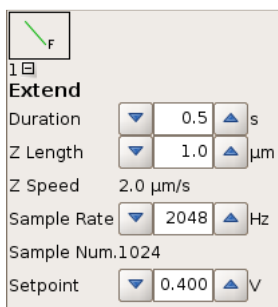 F
1
Extend
Duration 0.5 s
Z Length 1.0 µm
Z Speed 2.0 µm/s
Sample Rate 2048 Hz
Sample Num. 1024
Setpoint 0.400 V